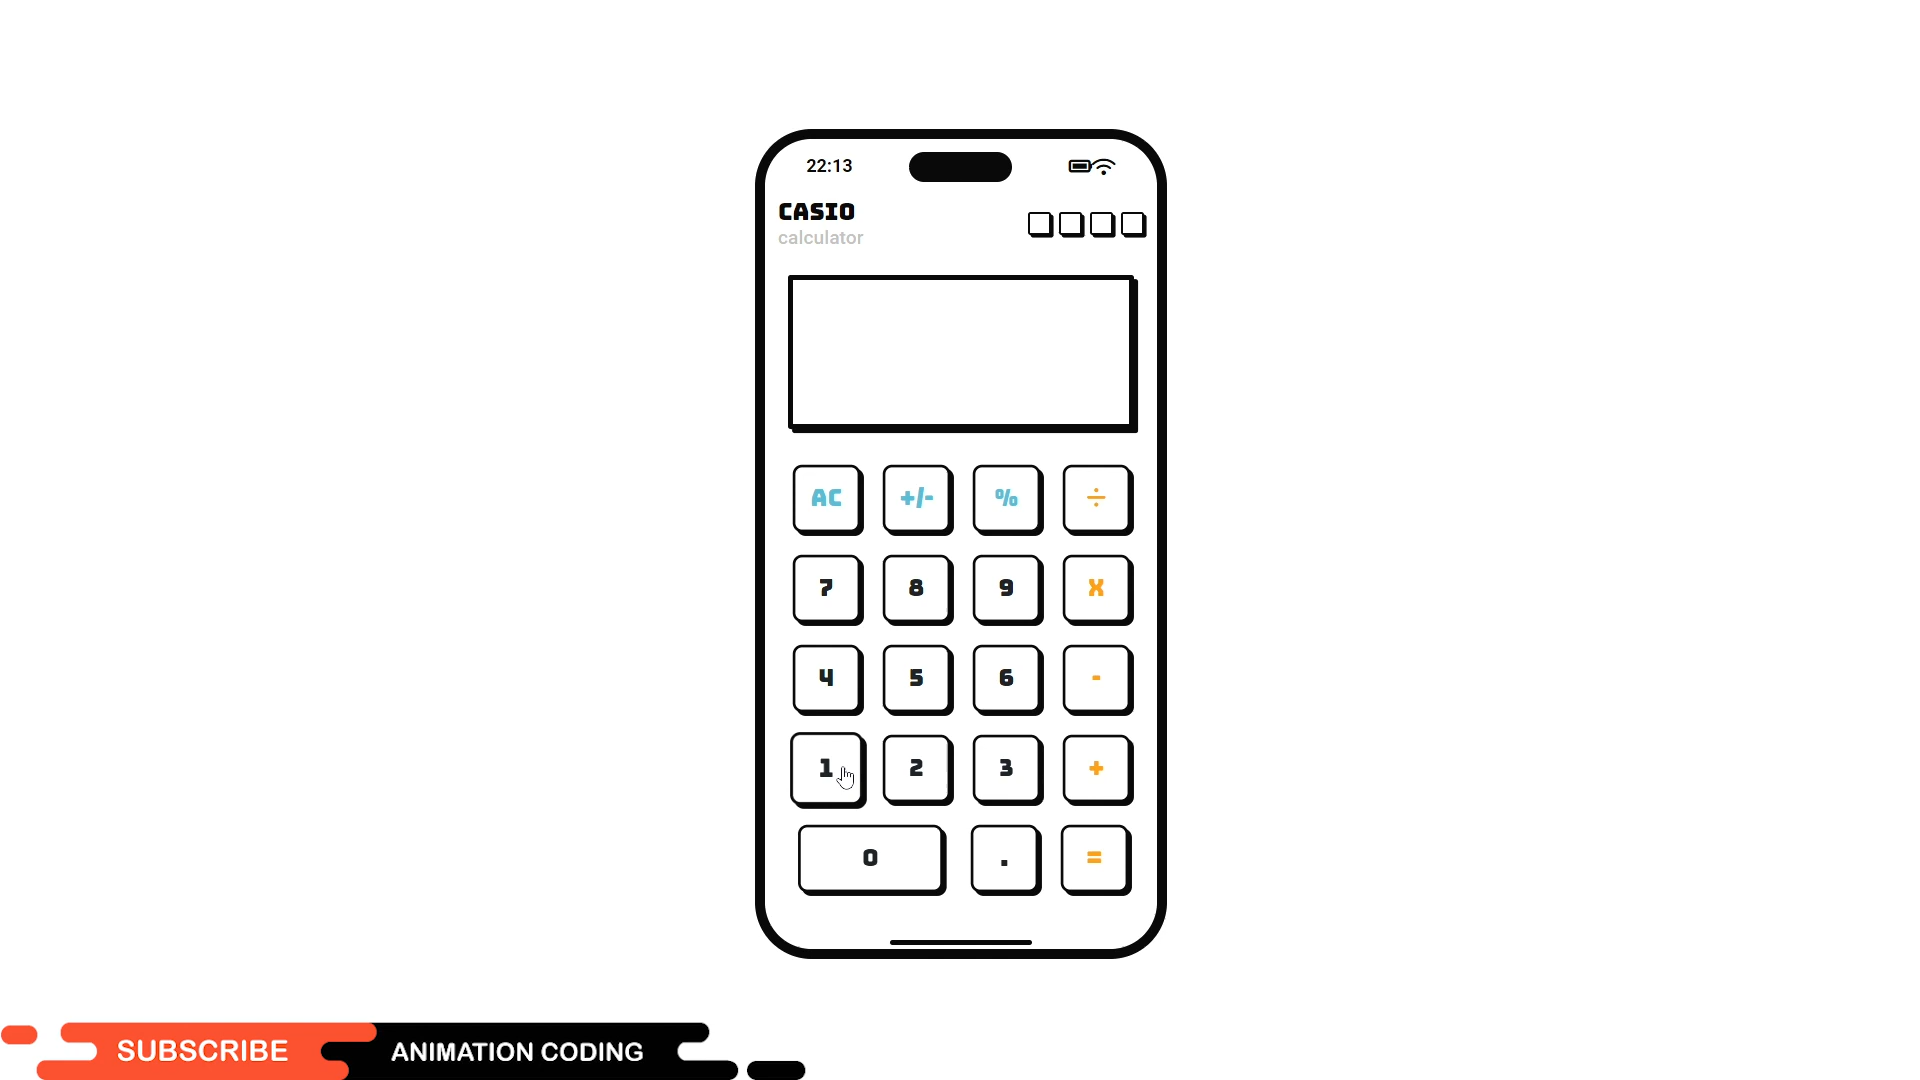 22:13
CASIO
calculator
AC +/- % ÷
7 8 9 X
4 5 6 -
1 2 3 +
0 . =
SUBSCRIBE ANIMATION CODING